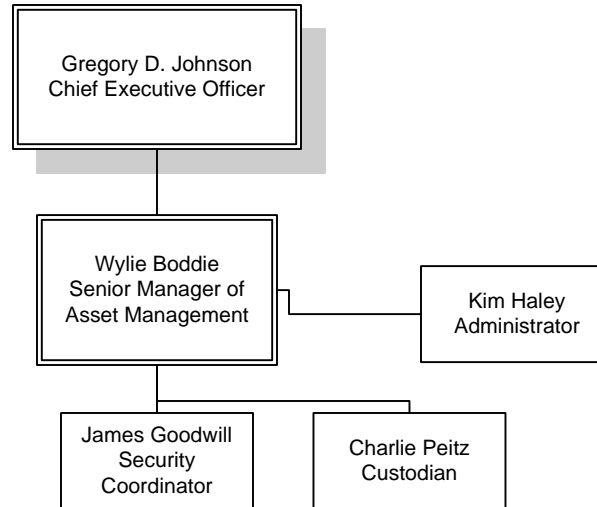 Gregory D. Johnson
Chief Executive Officer
Wylie Boddie
Senior Manager of
Asset Management
Kim Haley
Administrator
James Goodwill
Security
Coordinator
Charlie Peitz
Custodian